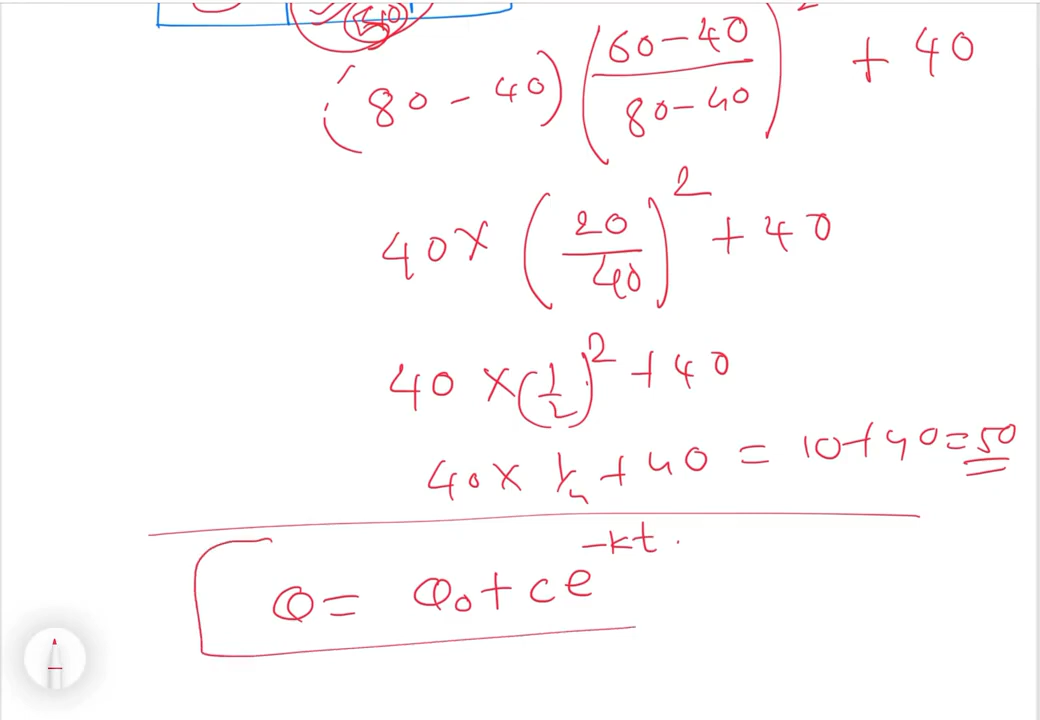 (80-40) (60-40/80-40)² + 40
40 × (20/40)² + 40
40 × (1/2)² + 40
40 × 1/4 + 40 = 10+40=50
θ = θ₀ + ce^-kt.